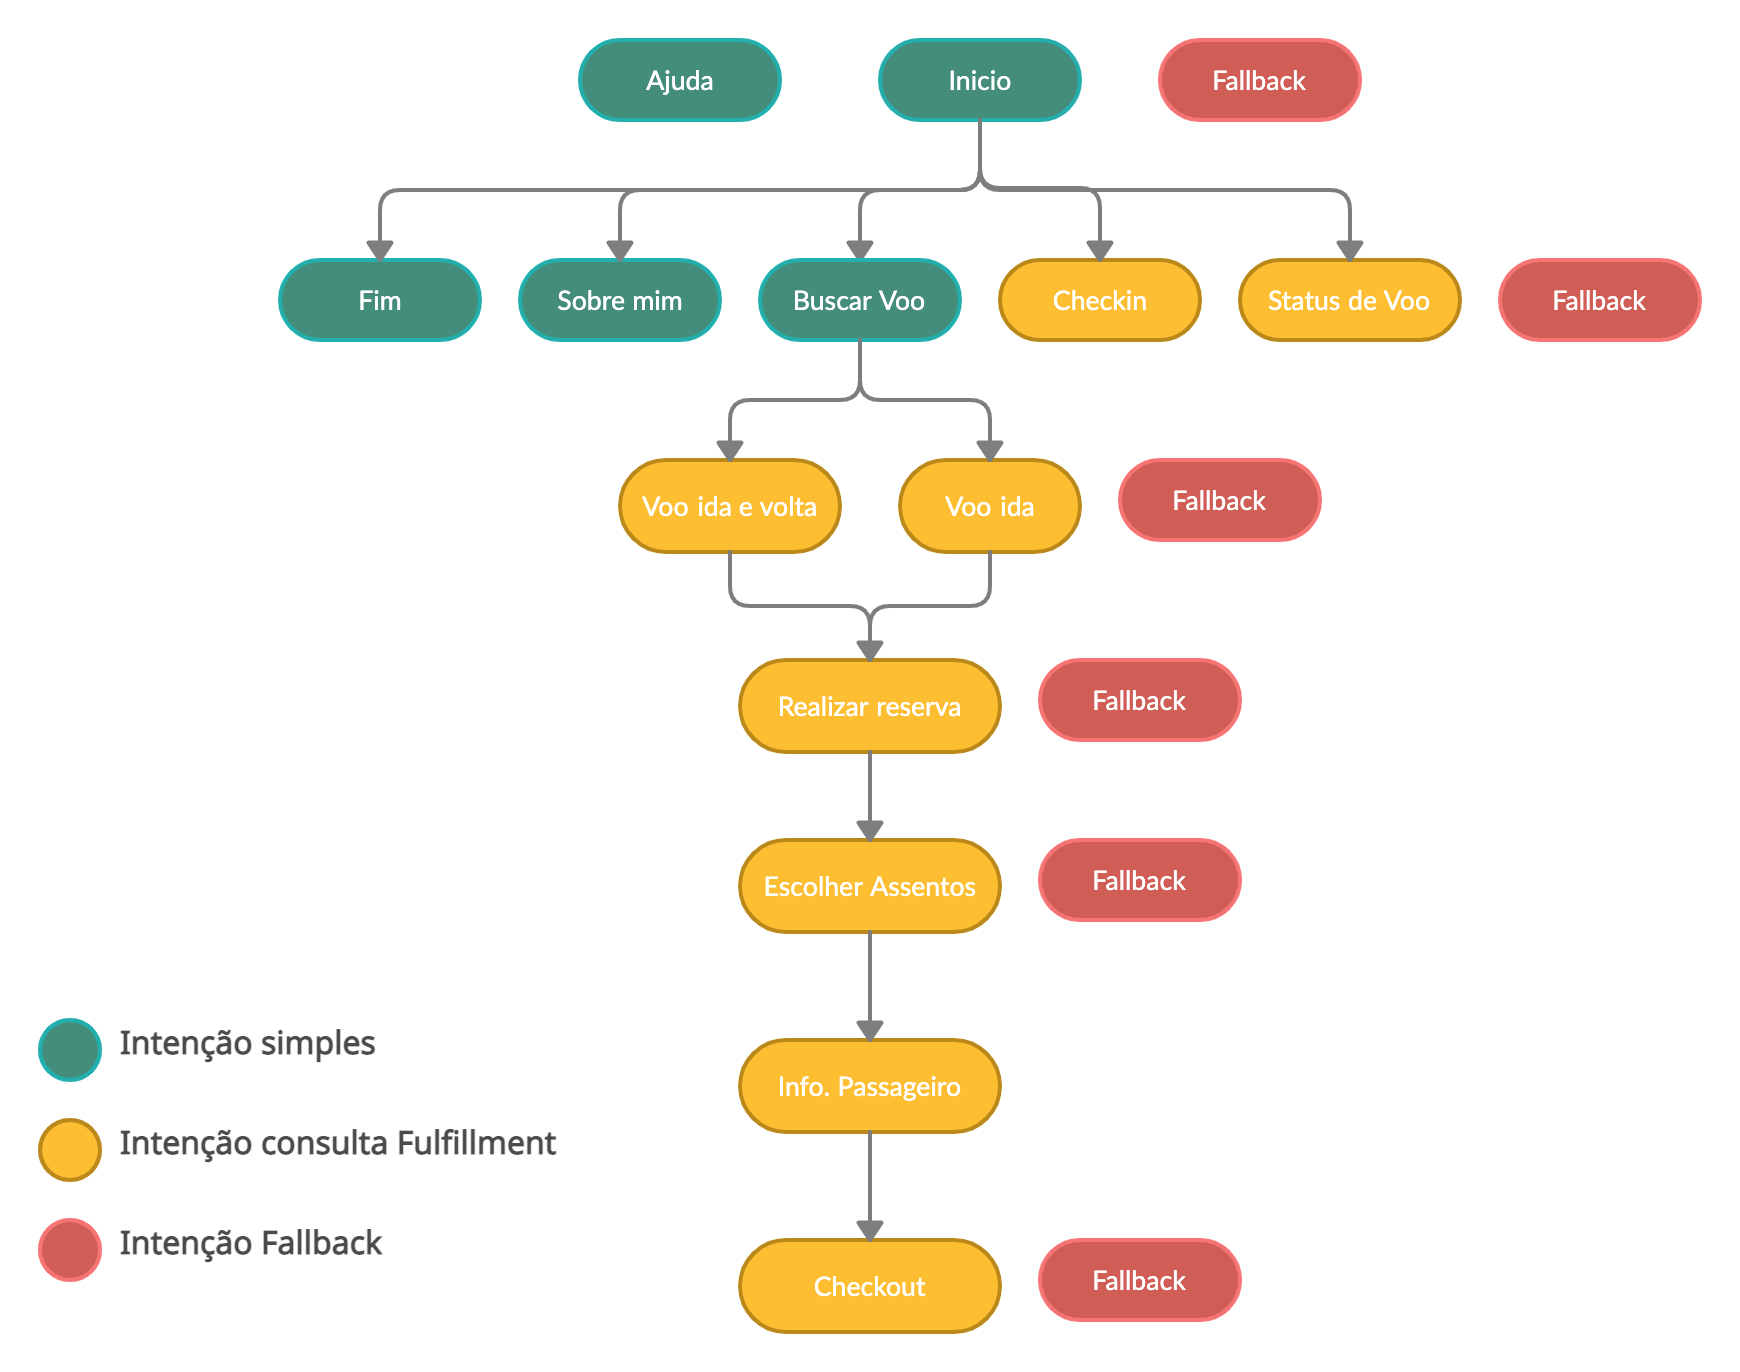 Ajuda
Inicio
Fallback
Fim
Sobre mim
Buscar Voo
Checkin
Status de Voo
Fallback
Voo ida e volta
Voo ida
Fallback
Realizar reserva
Fallback
Escolher Assentos
Fallback
Info. Passageiro
Checkout
Fallback
Intenção simples
Intenção consulta Fulfillment
Intenção Fallback